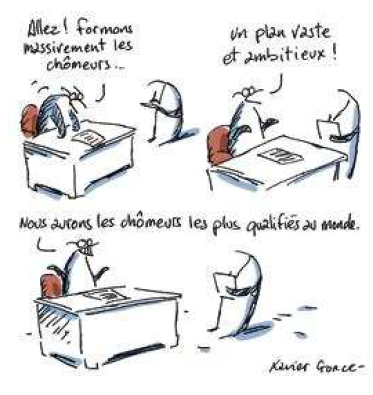 Allez! Formons
massivement les
chômeurs...
un plan vaste
et ambitieux !
Nous aurons les chômeurs les plus qualifiés au monde.
Xavier Gorce